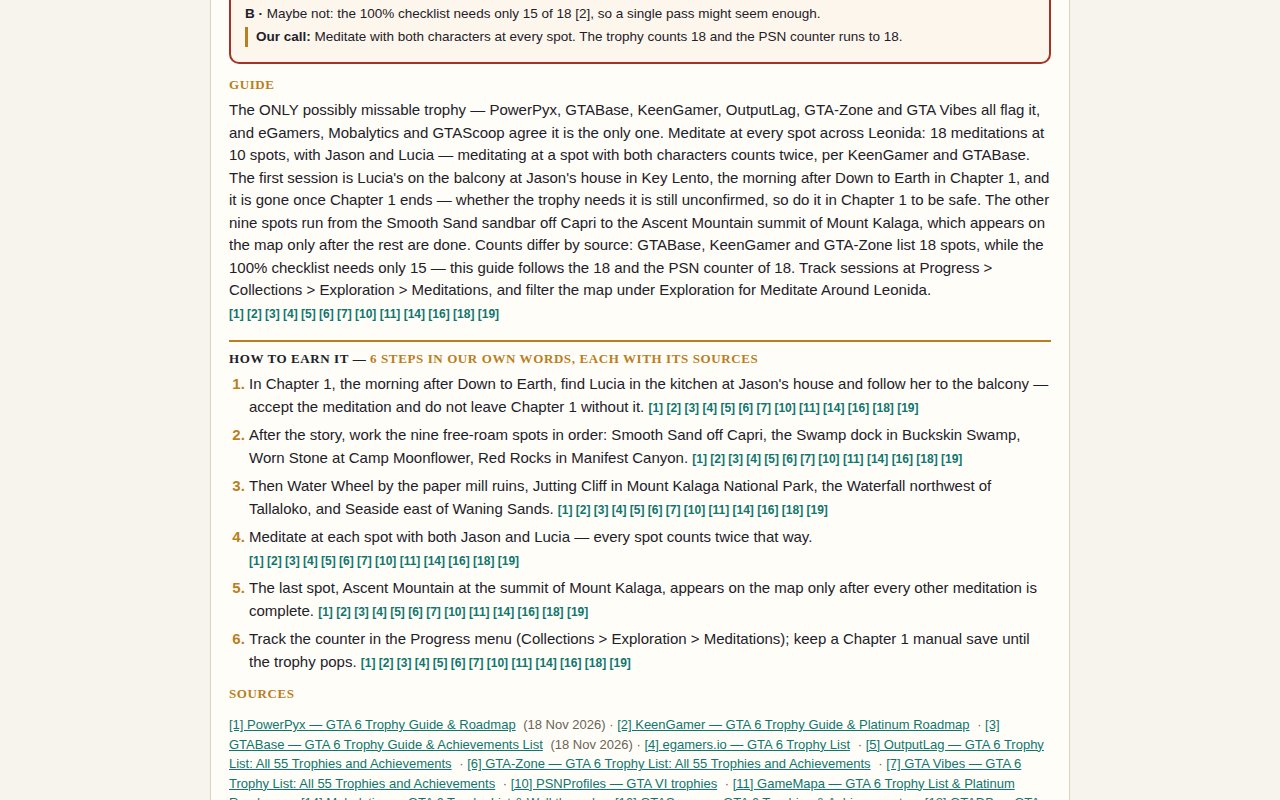 B · Maybe not: the 100% checklist needs only 15 of 18 [2], so a single pass might seem enough.
Our call: Meditate with both characters at every spot. The trophy counts 18 and the PSN counter runs to 18.
GUIDE
The ONLY possibly missable trophy — PowerPyx, GTABase, KeenGamer, OutputLag, GTA-Zone and GTA Vibes all flag it,
and eGamers, Mobalytics and GTAScoop agree it is the only one. Meditate at every spot across Leonida: 18 meditations at
10 spots, with Jason and Lucia — meditating at a spot with both characters counts twice, per KeenGamer and GTABase.
The first session is Lucia's on the balcony at Jason's house in Key Lento, the morning after Down to Earth in Chapter 1, and
it is gone once Chapter 1 ends — whether the trophy needs it is still unconfirmed, so do it in Chapter 1 to be safe. The other
nine spots run from the Smooth Sand sandbar off Capri to the Ascent Mountain summit of Mount Kalaga, which appears on
the map only after the rest are done. Counts differ by source: GTABase, KeenGamer and GTA-Zone list 18 spots, while the
100% checklist needs only 15 — this guide follows the 18 and the PSN counter of 18. Track sessions at Progress >
Collections > Exploration > Meditations, and filter the map under Exploration for Meditate Around Leonida.
[1] [2] [3] [4] [5] [6] [7] [10] [11] [14] [16] [18] [19]
HOW TO EARN IT — 6 STEPS IN OUR OWN WORDS, EACH WITH ITS SOURCES
1. In Chapter 1, the morning after Down to Earth, find Lucia in the kitchen at Jason's house and follow her to the balcony —
accept the meditation and do not leave Chapter 1 without it. [1] [2] [3] [4] [5] [6] [7] [10] [11] [14] [16] [18] [19]
2. After the story, work the nine free-roam spots in order: Smooth Sand off Capri, the Swamp dock in Buckskin Swamp,
Worn Stone at Camp Moonflower, Red Rocks in Manifest Canyon. [1] [2] [3] [4] [5] [6] [7] [10] [11] [14] [16] [18] [19]
3. Then Water Wheel by the paper mill ruins, Jutting Cliff in Mount Kalaga National Park, the Waterfall northwest of
Tallaloko, and Seaside east of Waning Sands. [1] [2] [3] [4] [5] [6] [7] [10] [11] [14] [16] [18] [19]
4. Meditate at each spot with both Jason and Lucia — every spot counts twice that way.
[1] [2] [3] [4] [5] [6] [7] [10] [11] [14] [16] [18] [19]
5. The last spot, Ascent Mountain at the summit of Mount Kalaga, appears on the map only after every other meditation is
complete. [1] [2] [3] [4] [5] [6] [7] [10] [11] [14] [16] [18] [19]
6. Track the counter in the Progress menu (Collections > Exploration > Meditations); keep a Chapter 1 manual save until
the trophy pops. [1] [2] [3] [4] [5] [6] [7] [10] [11] [14] [16] [18] [19]
SOURCES
[1] PowerPyx — GTA 6 Trophy Guide & Roadmap (18 Nov 2026) · [2] KeenGamer — GTA 6 Trophy Guide & Platinum Roadmap · [3]
GTABase — GTA 6 Trophy Guide & Achievements List (18 Nov 2026) · [4] egamers.io — GTA 6 Trophy List · [5] OutputLag — GTA 6 Trophy
List: All 55 Trophies and Achievements · [6] GTA-Zone — GTA 6 Trophy List: All 55 Trophies and Achievements · [7] GTA Vibes — GTA 6
Trophy List: All 55 Trophies and Achievements · [10] PSNProfiles — GTA VI trophies · [11] GameMapa — GTA 6 Trophy List & Platinum